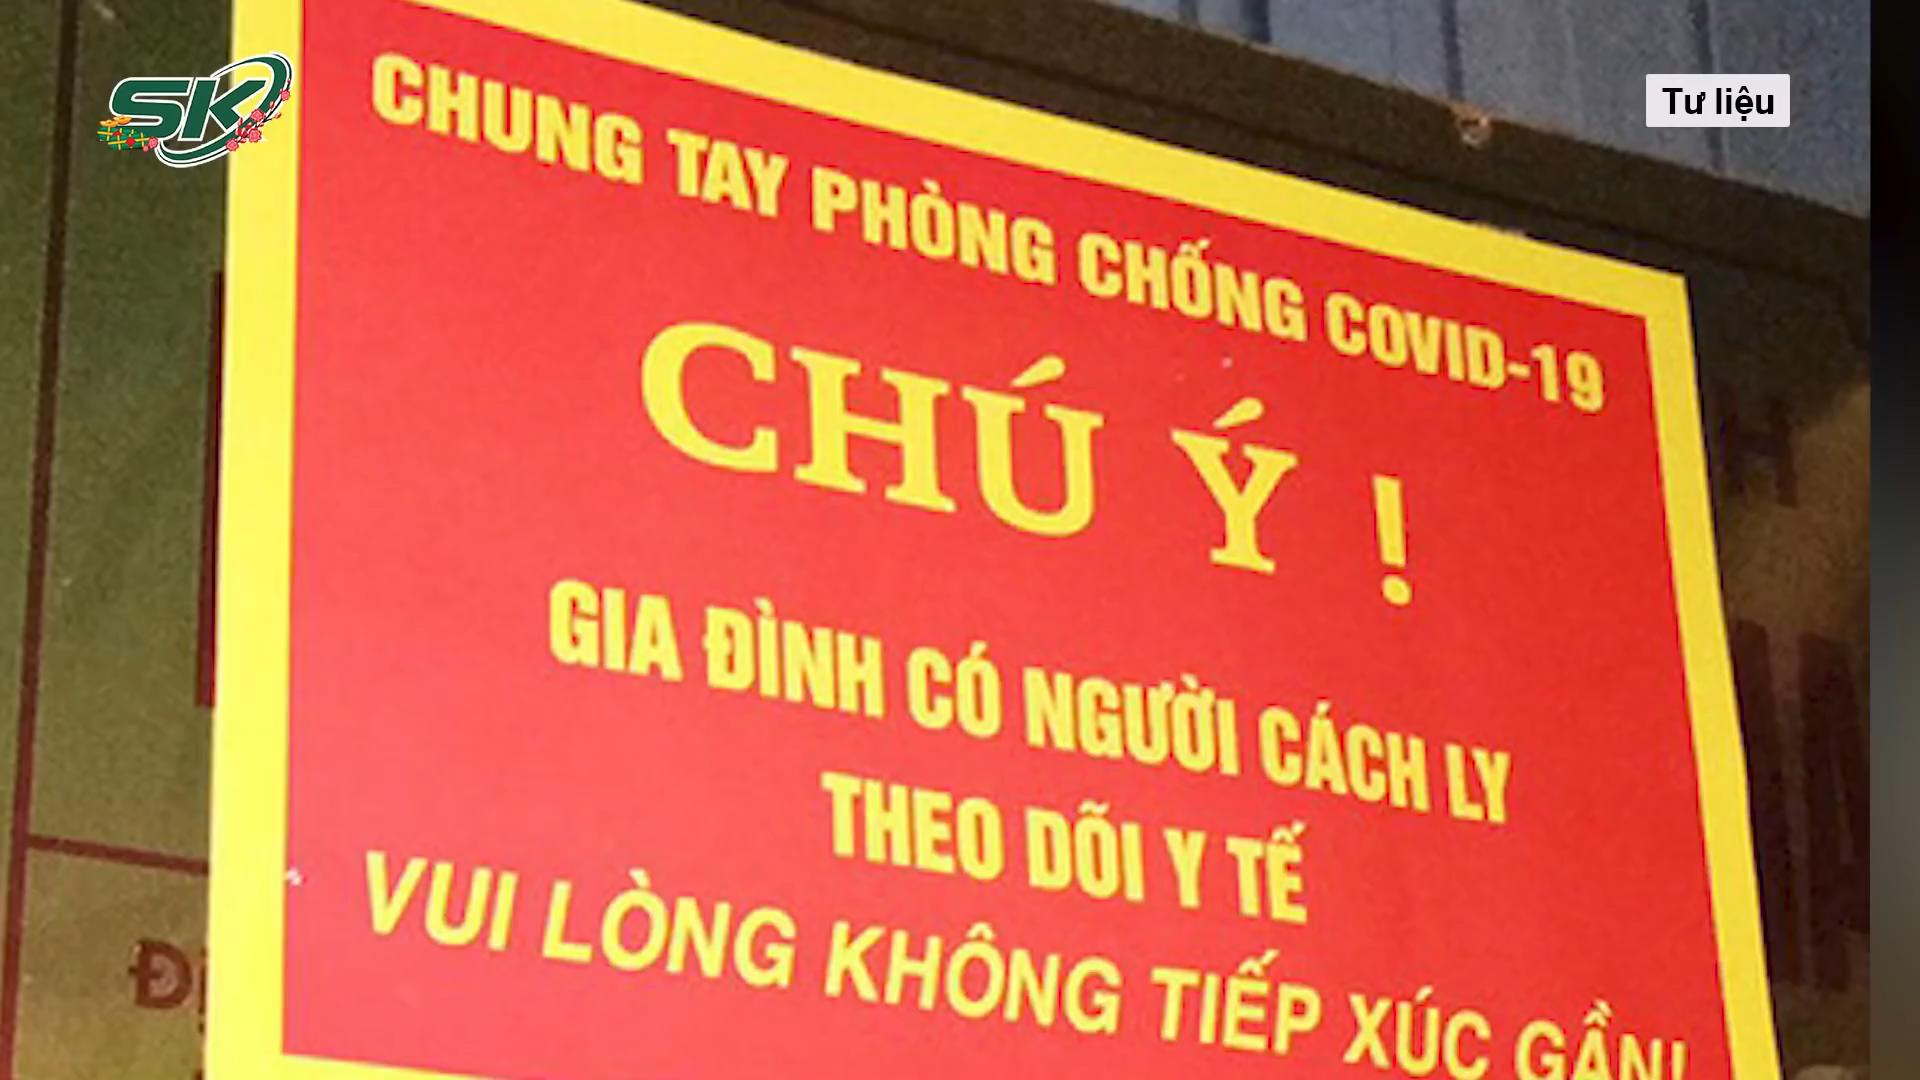 SK
Tư liệu
CHUNG TAY PHÒNG CHỐNG COVID-19
CHÚ Ý !
GIA ĐÌNH CÓ NGƯỜI CÁCH LY
THEO DÕI Y TẾ
VUI LÒNG KHÔNG TIẾP XÚC GẦN!